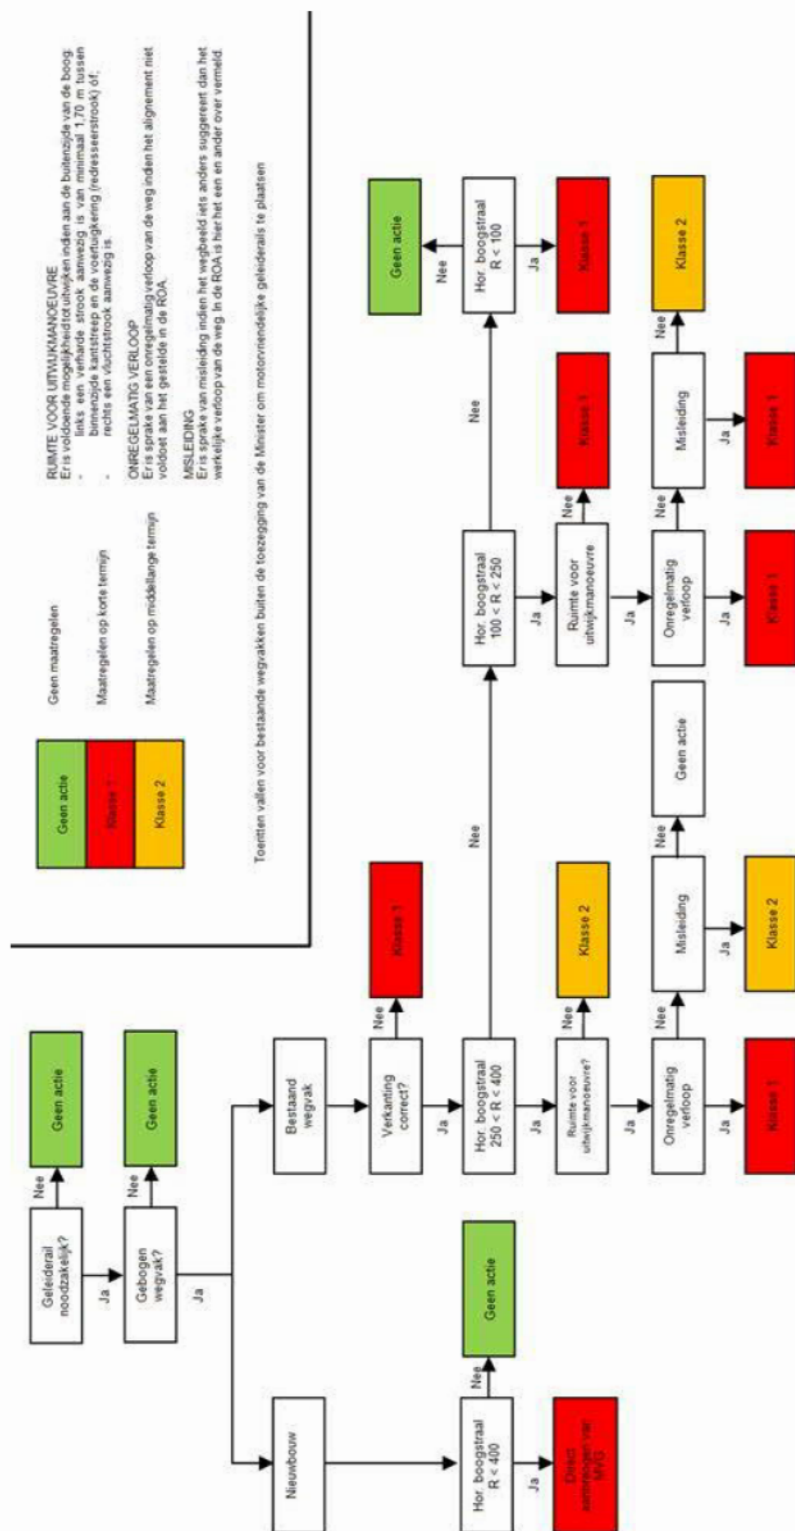 Geleiderail
noodzakelijk?
Nee
Geen actie
Ja
Gebogen
wegvak?
Nee
Geen actie
Ja
Nieuwbouw
Hor. boogstraal
R < 400
Nee
Geen actie
Ja
Direct
aanbrengen van
MVG
Bestaand
wegvak
Verkanting
correct?
Nee
Klasse 1
Ja
Hor. boogstraal
250 < R < 400
Nee
Ja
Ruimte voor
uitwijkmanoeuvre?
Nee
Klasse 2
Ja
Onregelmatig
verloop
Nee
Misleiding
Nee
Geen actie
Ja
Klasse 1
Ja
Klasse 2
Hor. boogstraal
100 < R < 250
Nee
Ja
Ruimte voor
uitwijkmanoeuvre
Nee
Klasse 1
Ja
Onregelmatig
verloop
Nee
Misleiding
Nee
Klasse 2
Ja
Klasse 1
Ja
Klasse 1
Hor. boogstraal
R < 100
Nee
Geen actie
Ja
Klasse 1
Geen actie
Geen maatregelen
Klasse 1
Maatregelen op korte termijn
Klasse 2
Maatregelen op middellange termijn
RUIMTE VOOR UITWIJKMANOEUVRE
Er is voldoende mogelijkheid tot uitwijken indien aan de buitenzijde van de boog:
- links een verharde strook aanwezig is van minimaal 1,70 m tussen
binnenzijde kantstreep en de voertuigkering (redresseerstrook) óf;
- rechts een vluchtstrook aanwezig is.
ONREGELMATIG VERLOOP
Er is sprake van een onregelmatig verloop van de weg indien het alignement niet
voldoet aan het gestelde in de ROA.
MISLEIDING
Er is sprake van misleiding indien het wegbeeld iets anders suggereert dan het
werkelijke verloop van de weg. In de ROA is hier het een en ander over vermeld.
Toeritten vallen voor bestaande wegvakken buiten de toezegging van de Minister om motorvriendelijke geleiderails te plaatsen